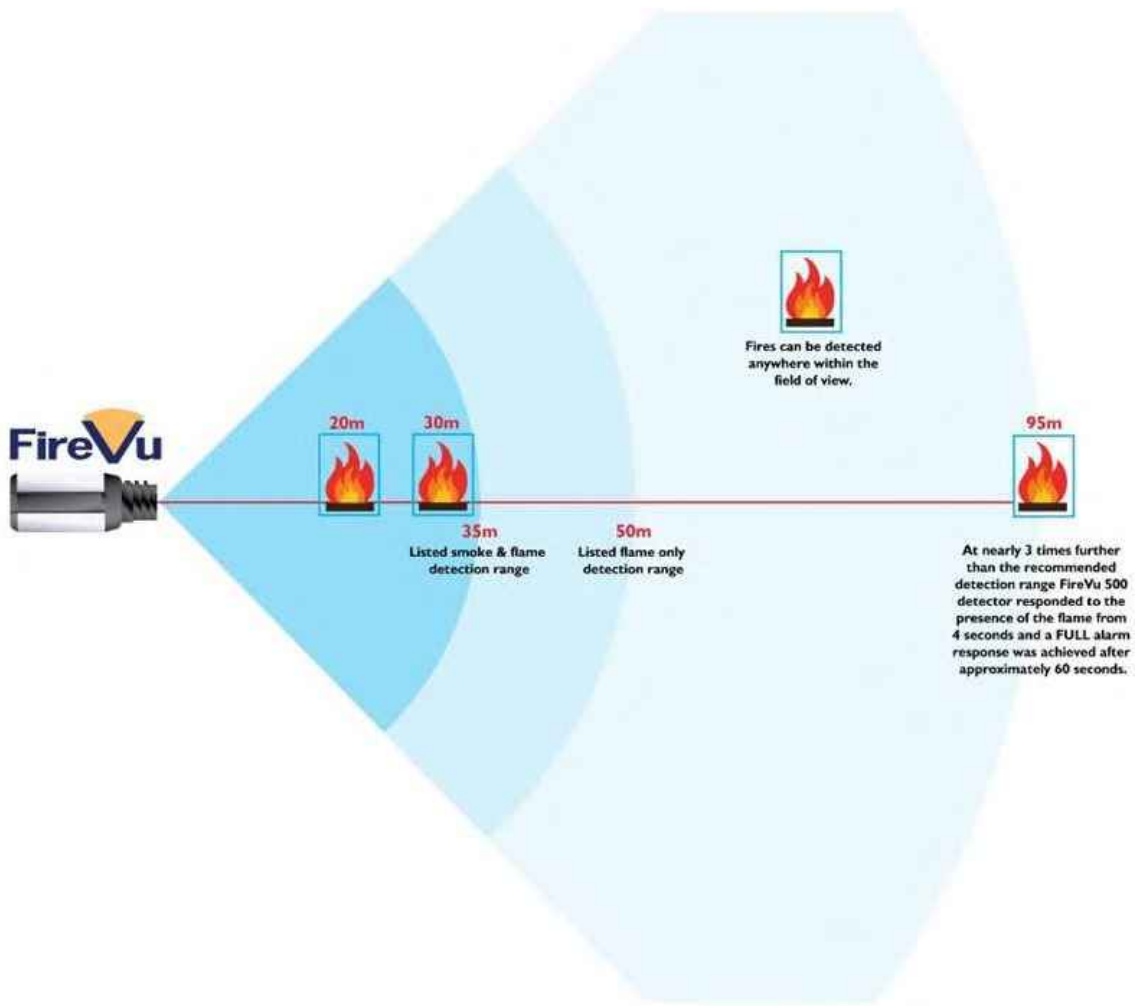 FireVu
Fires can be detected
anywhere within the
field of view.
20m
30m
95m
35m
Listed smoke & flame
detection range
50m
Listed flame only
detection range
At nearly 3 times further
than the recommended
detection range FireVu 500
detector responded to the
presence of the flame from
4 seconds and a FULL alarm
response was achieved after
approximately 60 seconds.